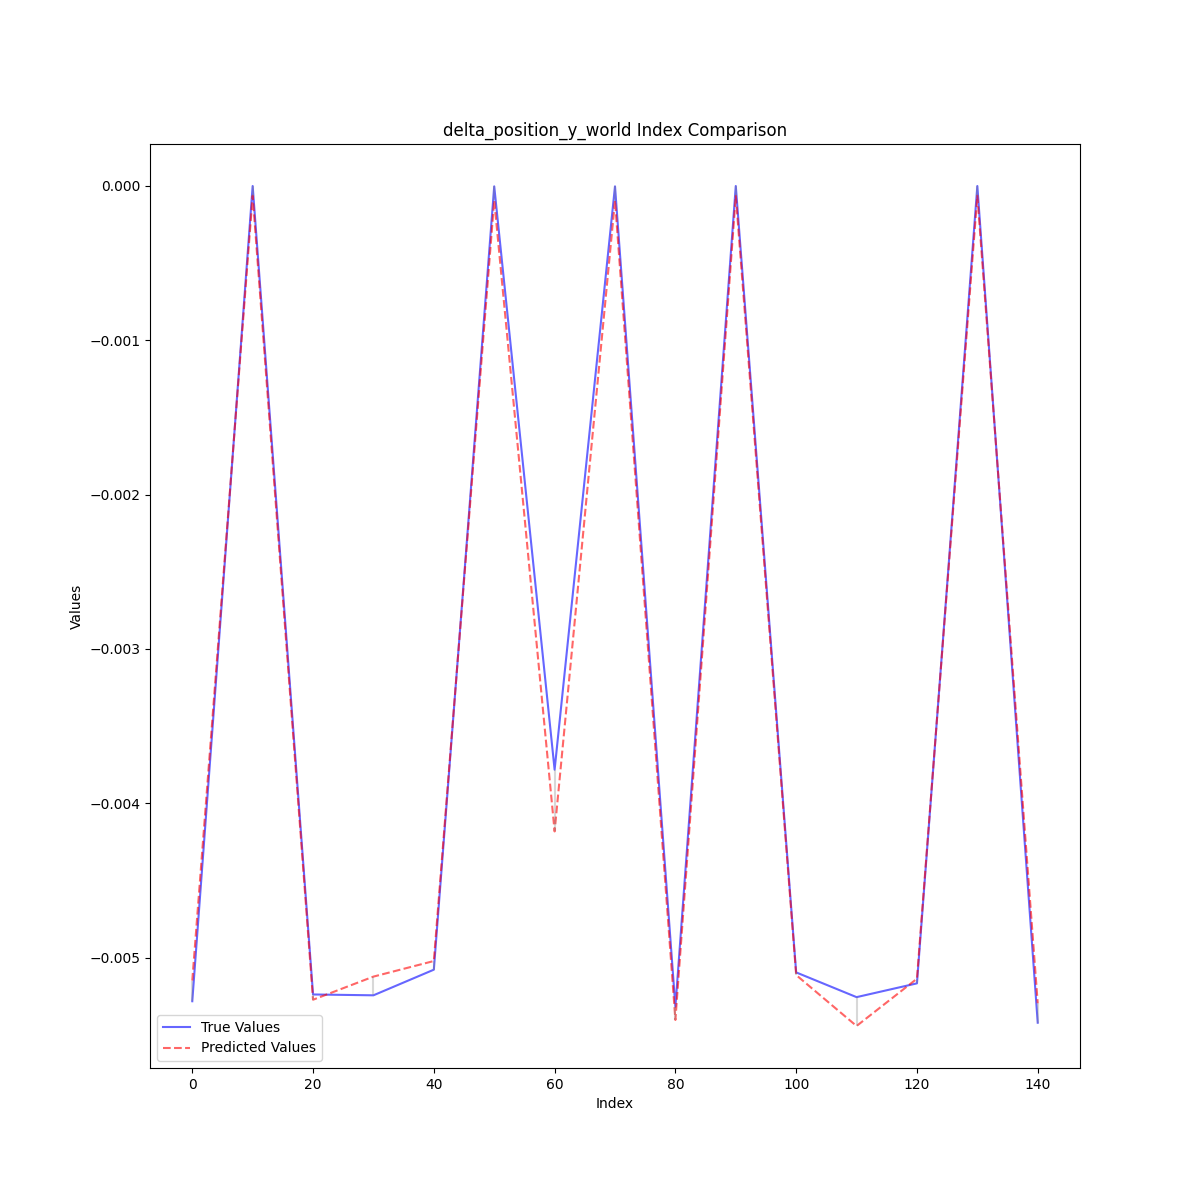 delta_position_y_world Index Comparison
0.000
−0.001
−0.002
−0.003
−0.004
−0.005
Values
True Values
Predicted Values
0 20 40 60 80 100 120 140
Index